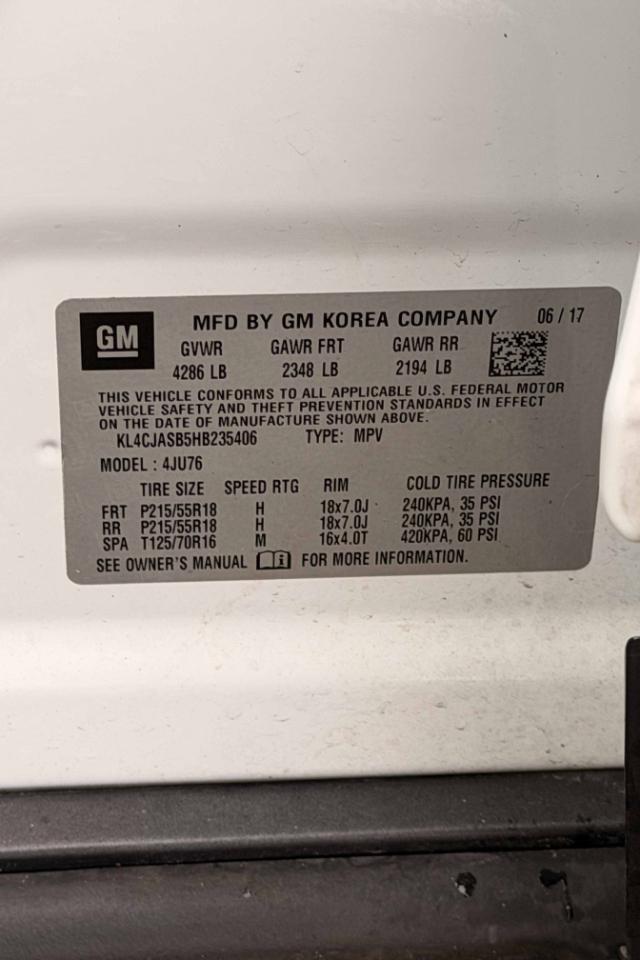 GM
MFD BY GM KOREA COMPANY 06 / 17
GVWR GAWR FRT GAWR RR
4286 LB 2348 LB 2194 LB
THIS VEHICLE CONFORMS TO ALL APPLICABLE U.S. FEDERAL MOTOR
VEHICLE SAFETY AND THEFT PREVENTION STANDARDS IN EFFECT
ON THE DATE OF MANUFACTURE SHOWN ABOVE.
KL4CJASB5HB235406 TYPE: MPV
MODEL : 4JU76
TIRE SIZE SPEED RTG RIM COLD TIRE PRESSURE
FRT P215/55R18 H 18x7.0J 240KPA, 35 PSI
RR P215/55R18 H 18x7.0J 240KPA, 35 PSI
SPA T125/70R16 M 16x4.0T 420KPA, 60 PSI
SEE OWNER'S MANUAL i FOR MORE INFORMATION.